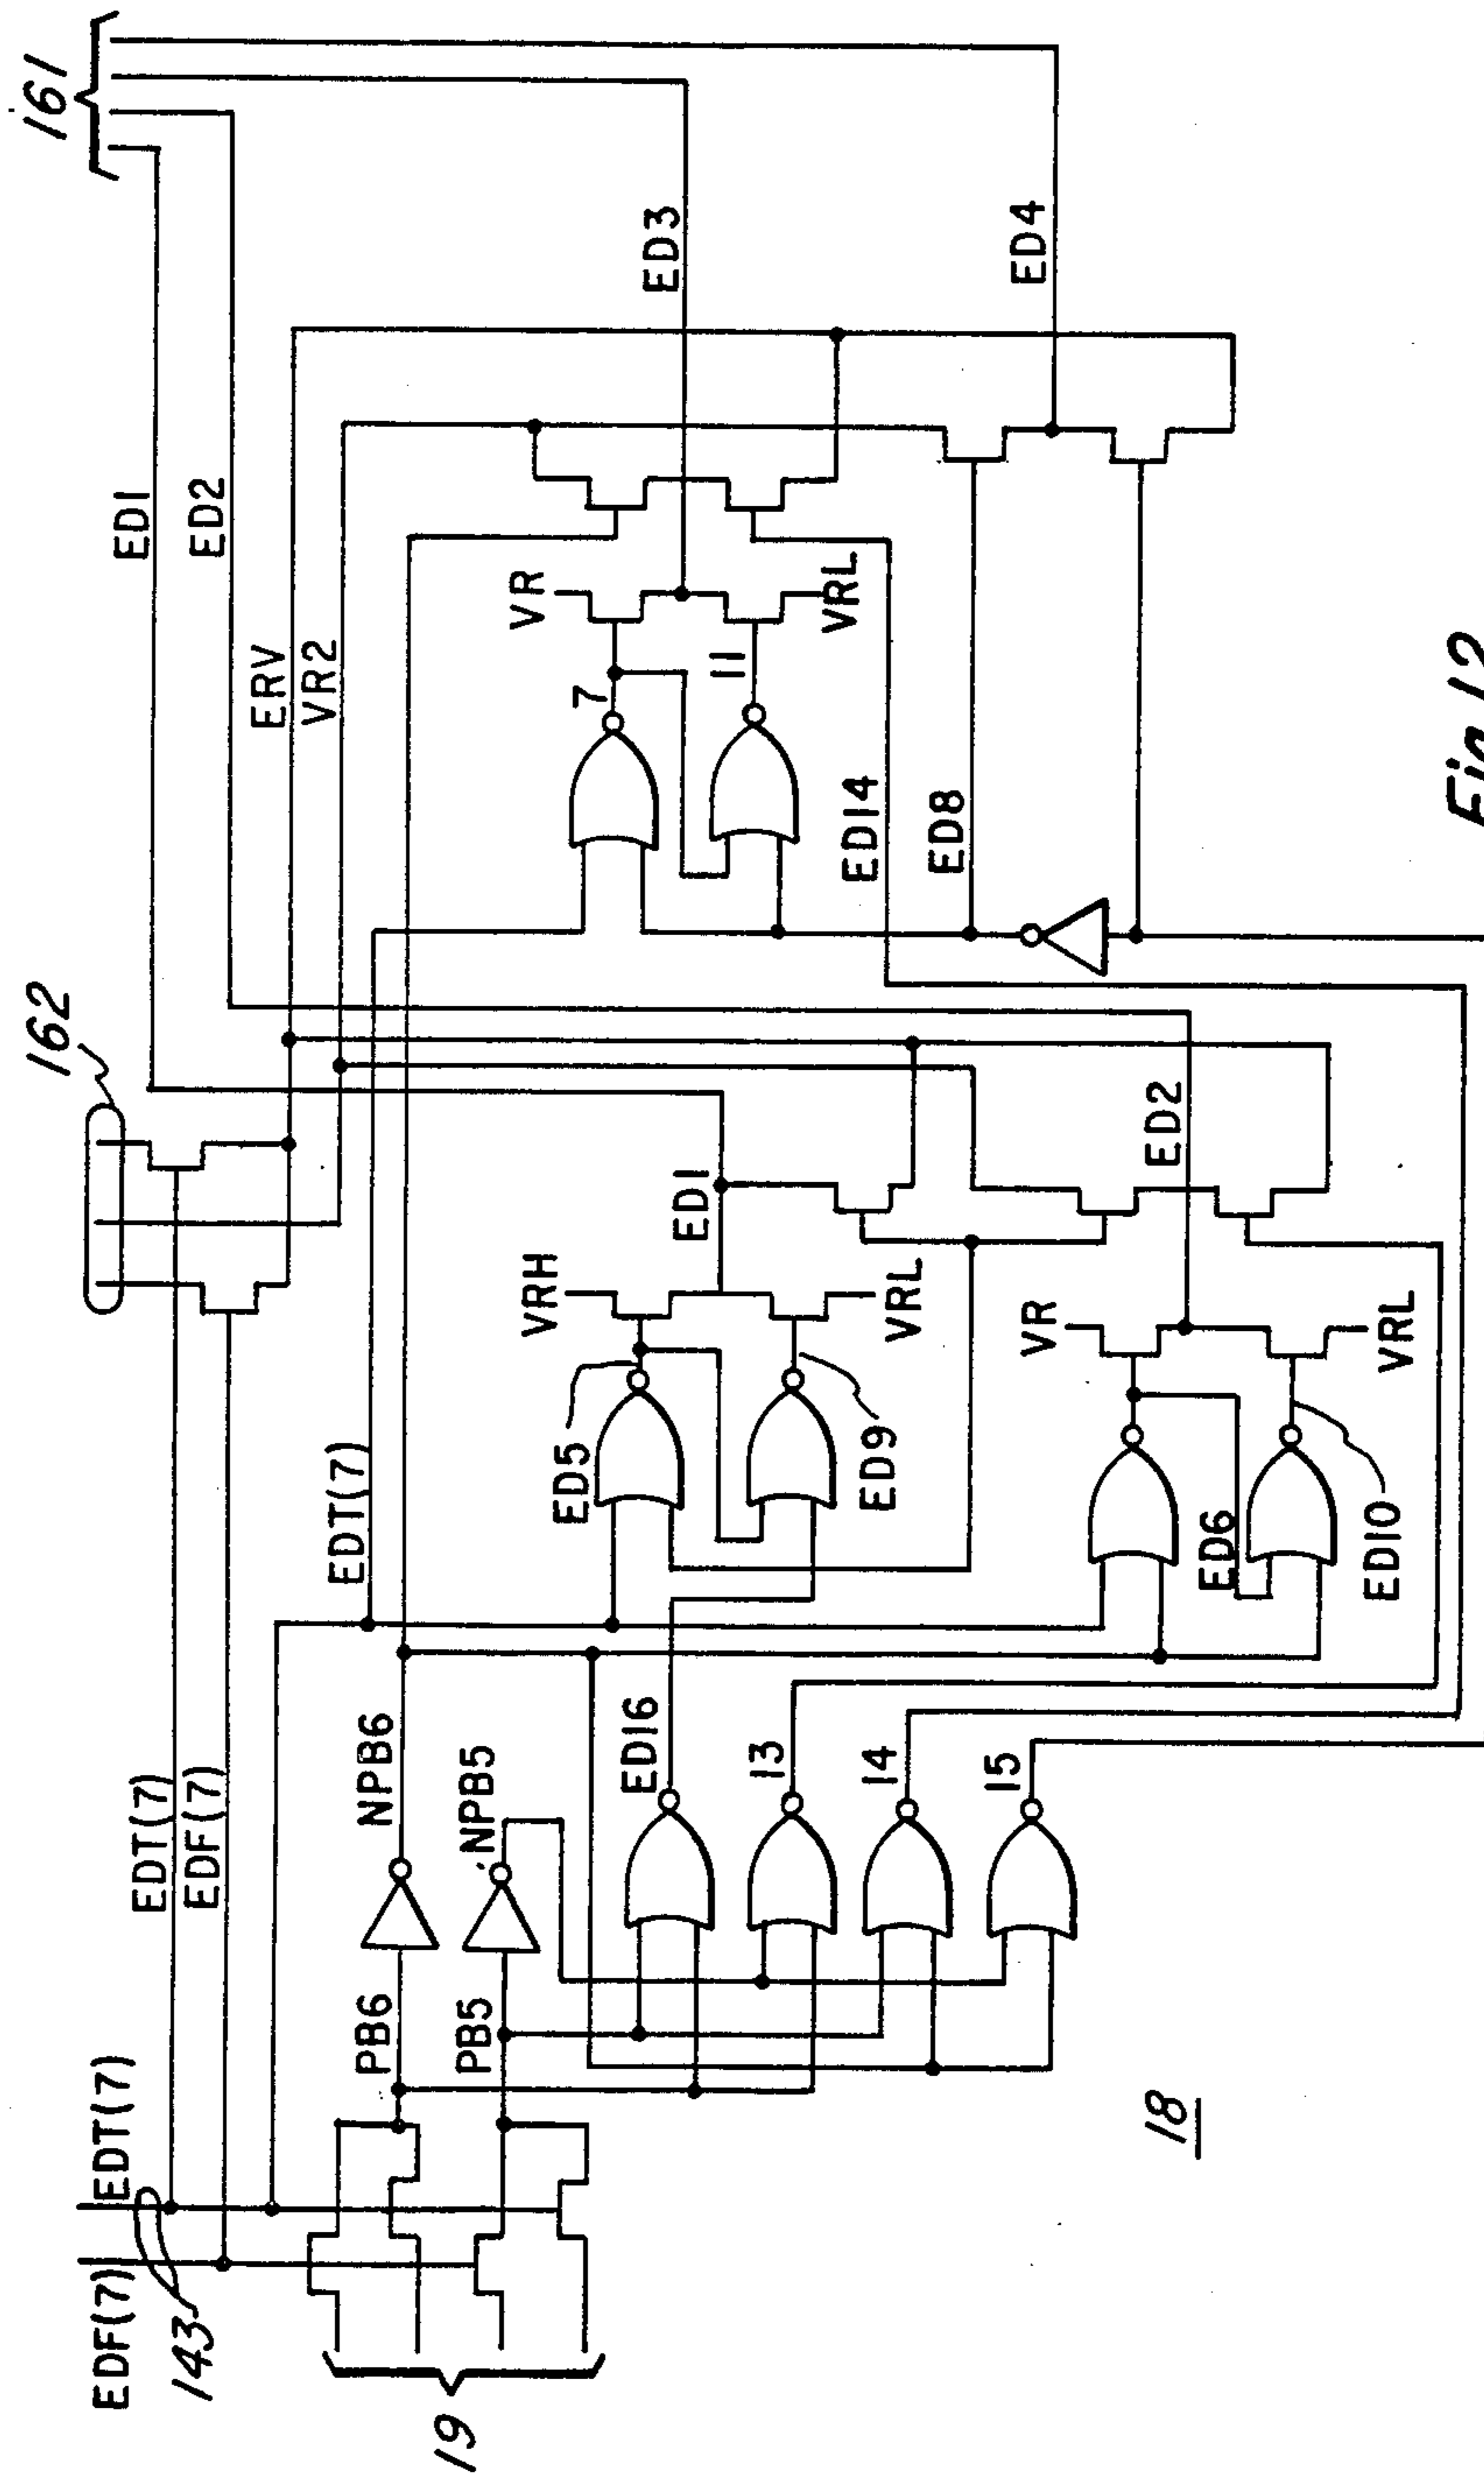 161
162
ED1
ED2
ERV
VR2
ED3
ED4
EDT(7)
EDF(7)
EDT(7)
EDF(7)
143
19
EDT(7)
PB6
NPB6
PB5
NPB5
ED16
13
14
15
ED5
ED9
VRH
VRL
ED1
ED6
ED10
VR
VRL
ED2
7
11
VR
VRL
ED14
ED8
18
Fig. 12